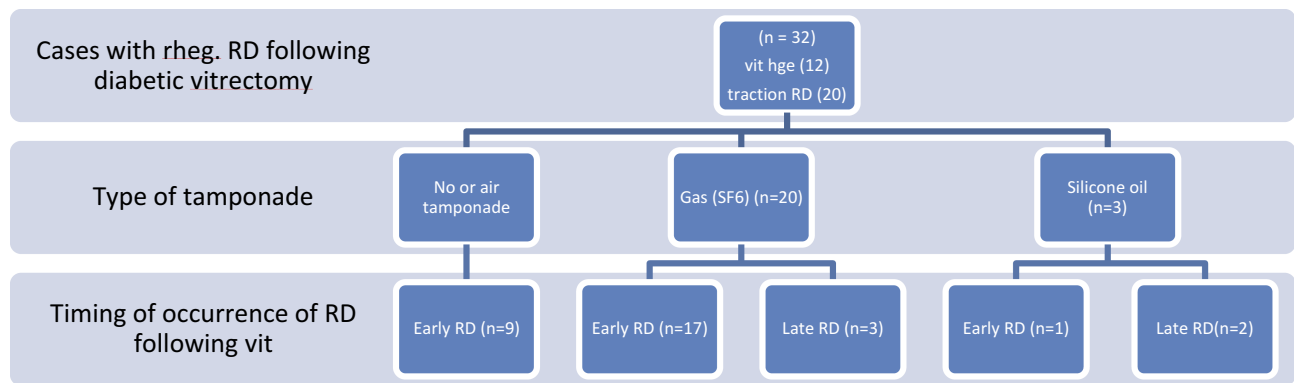 Cases with rheg. RD following
diabetic vitrectomy
(n = 32)
vit hge (12)
traction RD (20)
Type of tamponade
No or air
tamponade
Gas (SF6) (n=20)
Silicone oil
(n=3)
Timing of occurrence of RD
following vit
Early RD (n=9)
Early RD (n=17)
Late RD (n=3)
Early RD (n=1)
Late RD(n=2)